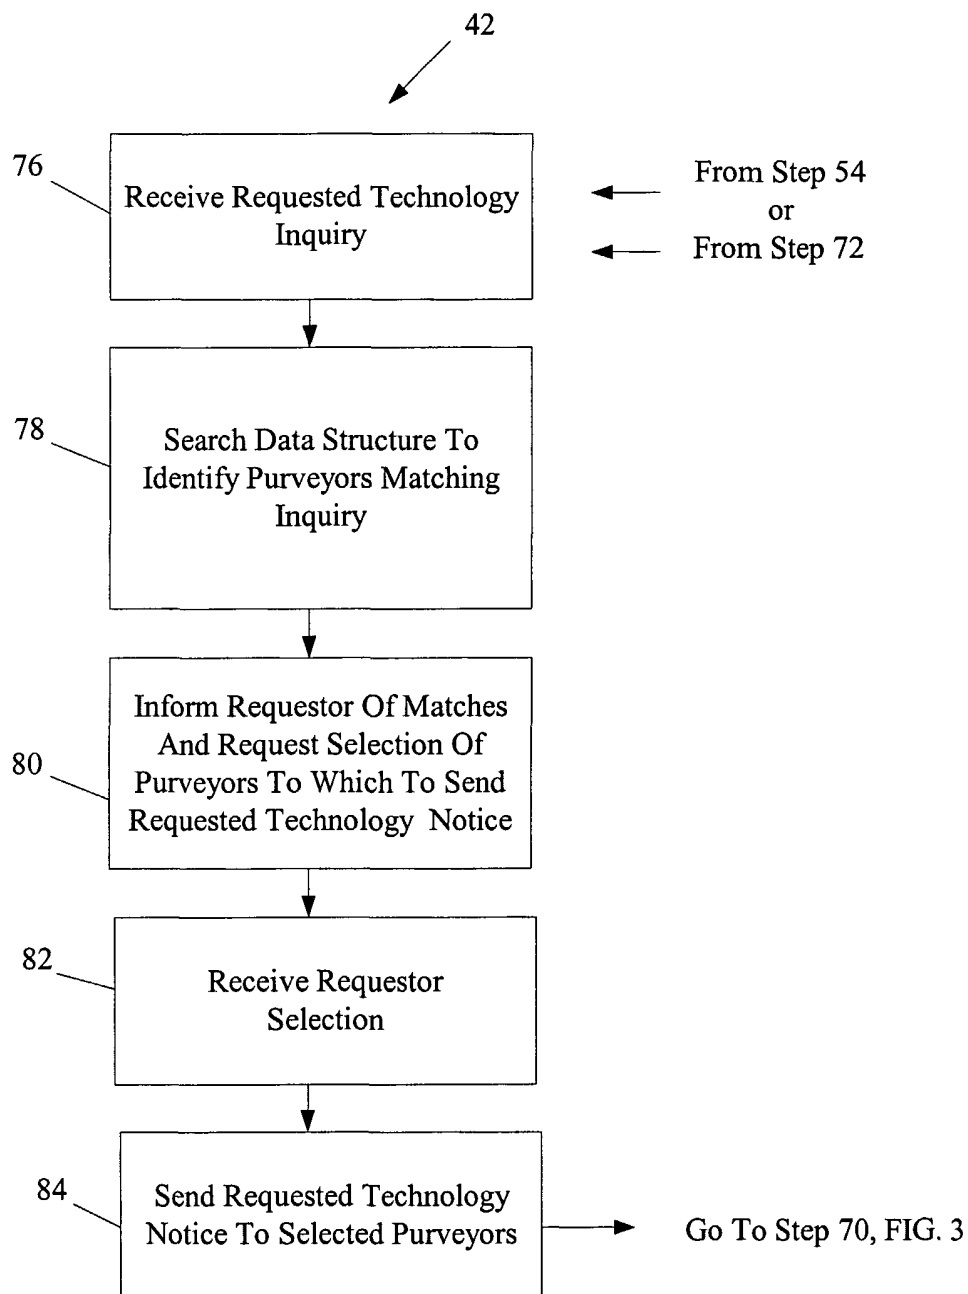 42
76
Receive Requested Technology
Inquiry
From Step 54
or
From Step 72
78
Search Data Structure To
Identify Purveyors Matching
Inquiry
80
Inform Requestor Of Matches
And Request Selection Of
Purveyors To Which To Send
Requested Technology Notice
82
Receive Requestor
Selection
84
Send Requested Technology
Notice To Selected Purveyors
Go To Step 70, FIG. 3